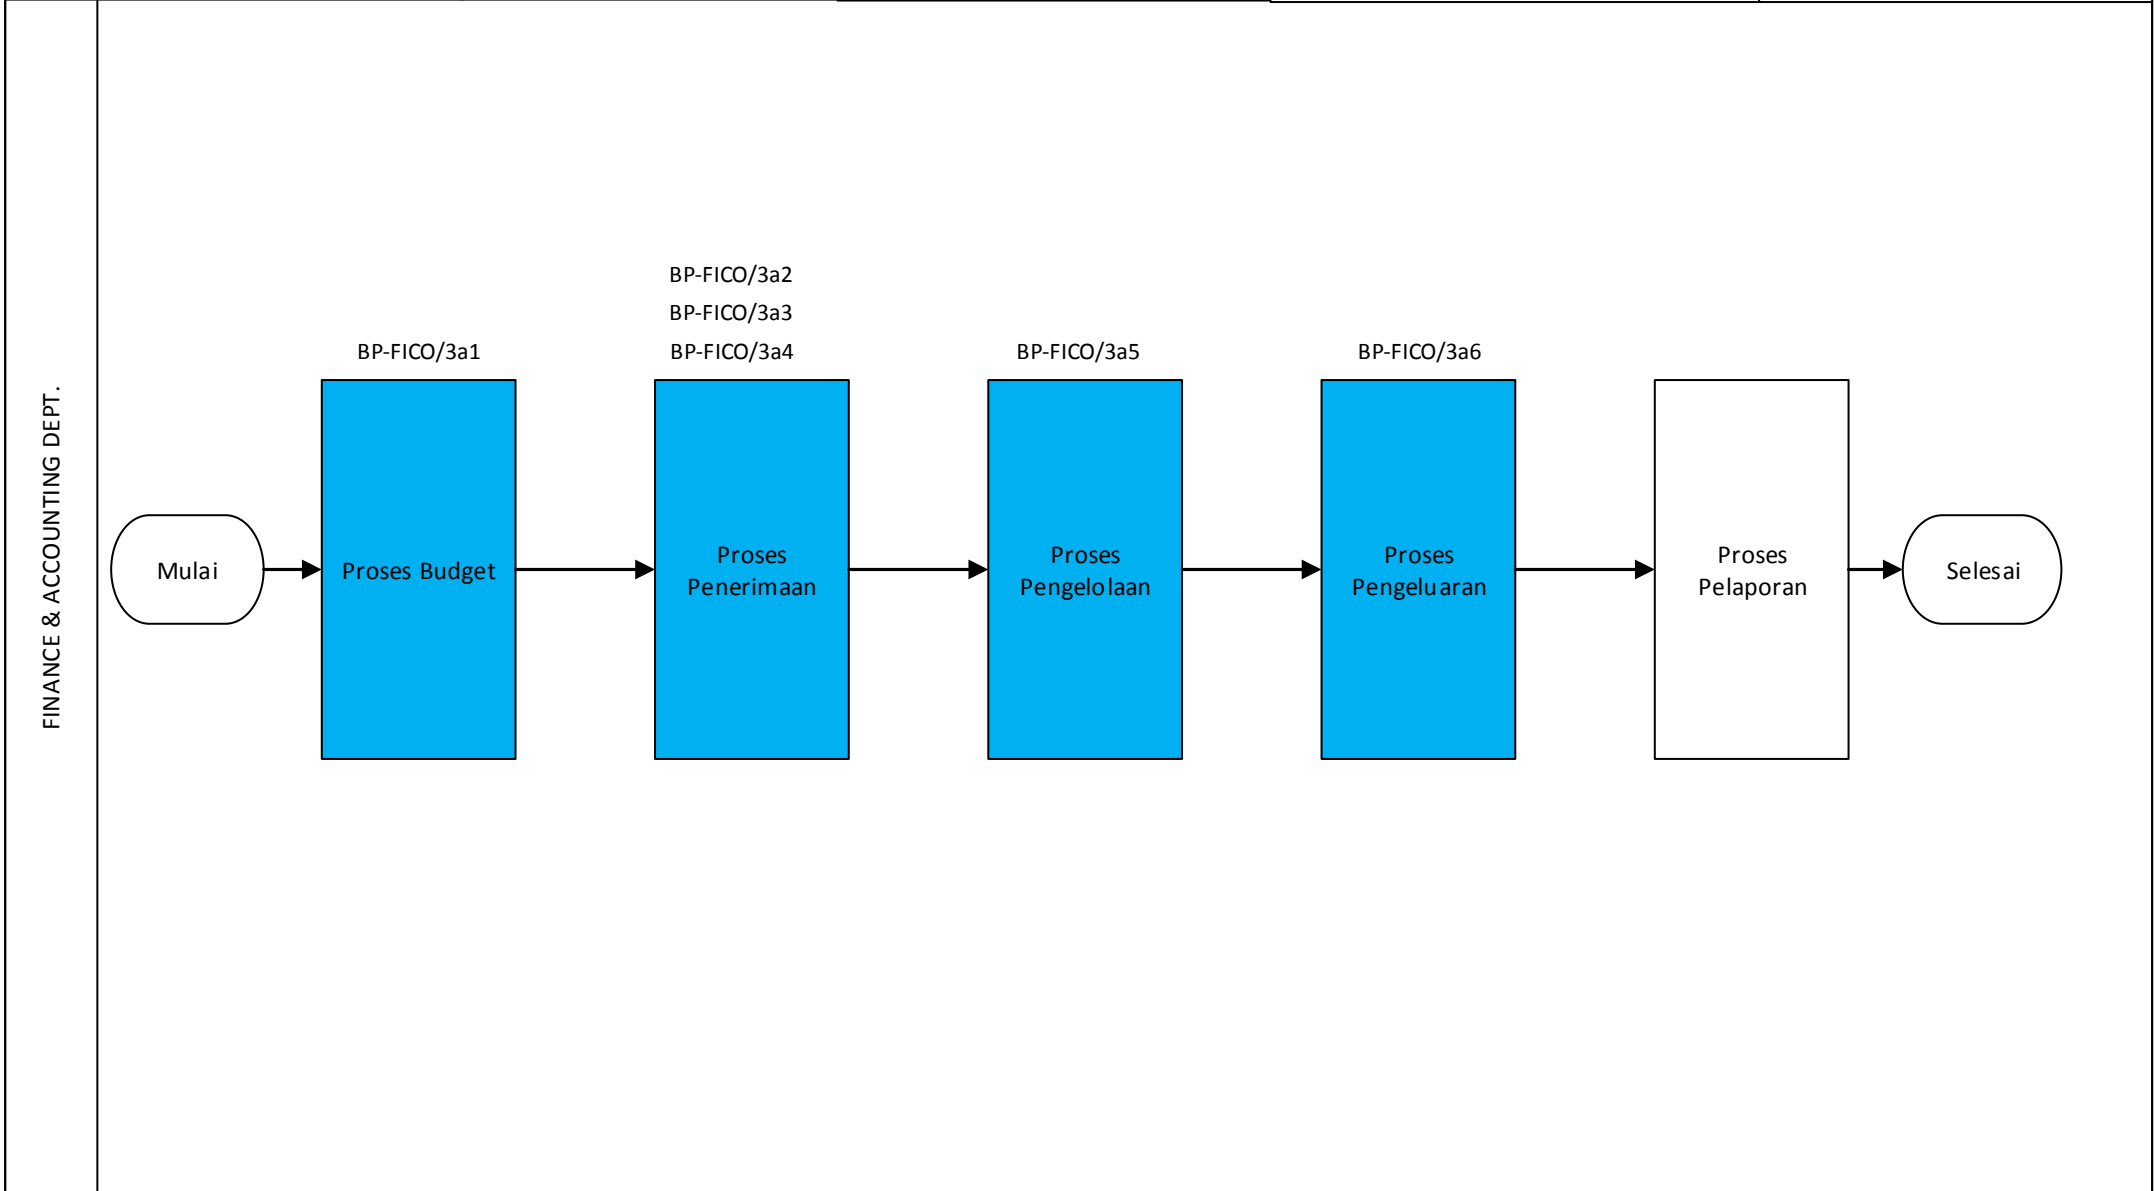 FINANCE & ACCOUNTING DEPT.
Mulai
BP-FICO/3a1
Proses Budget
BP-FICO/3a2
BP-FICO/3a3
BP-FICO/3a4
Proses
Penerimaan
BP-FICO/3a5
Proses
Pengelolaan
BP-FICO/3a6
Proses
Pengeluaran
Proses
Pelaporan
Selesai